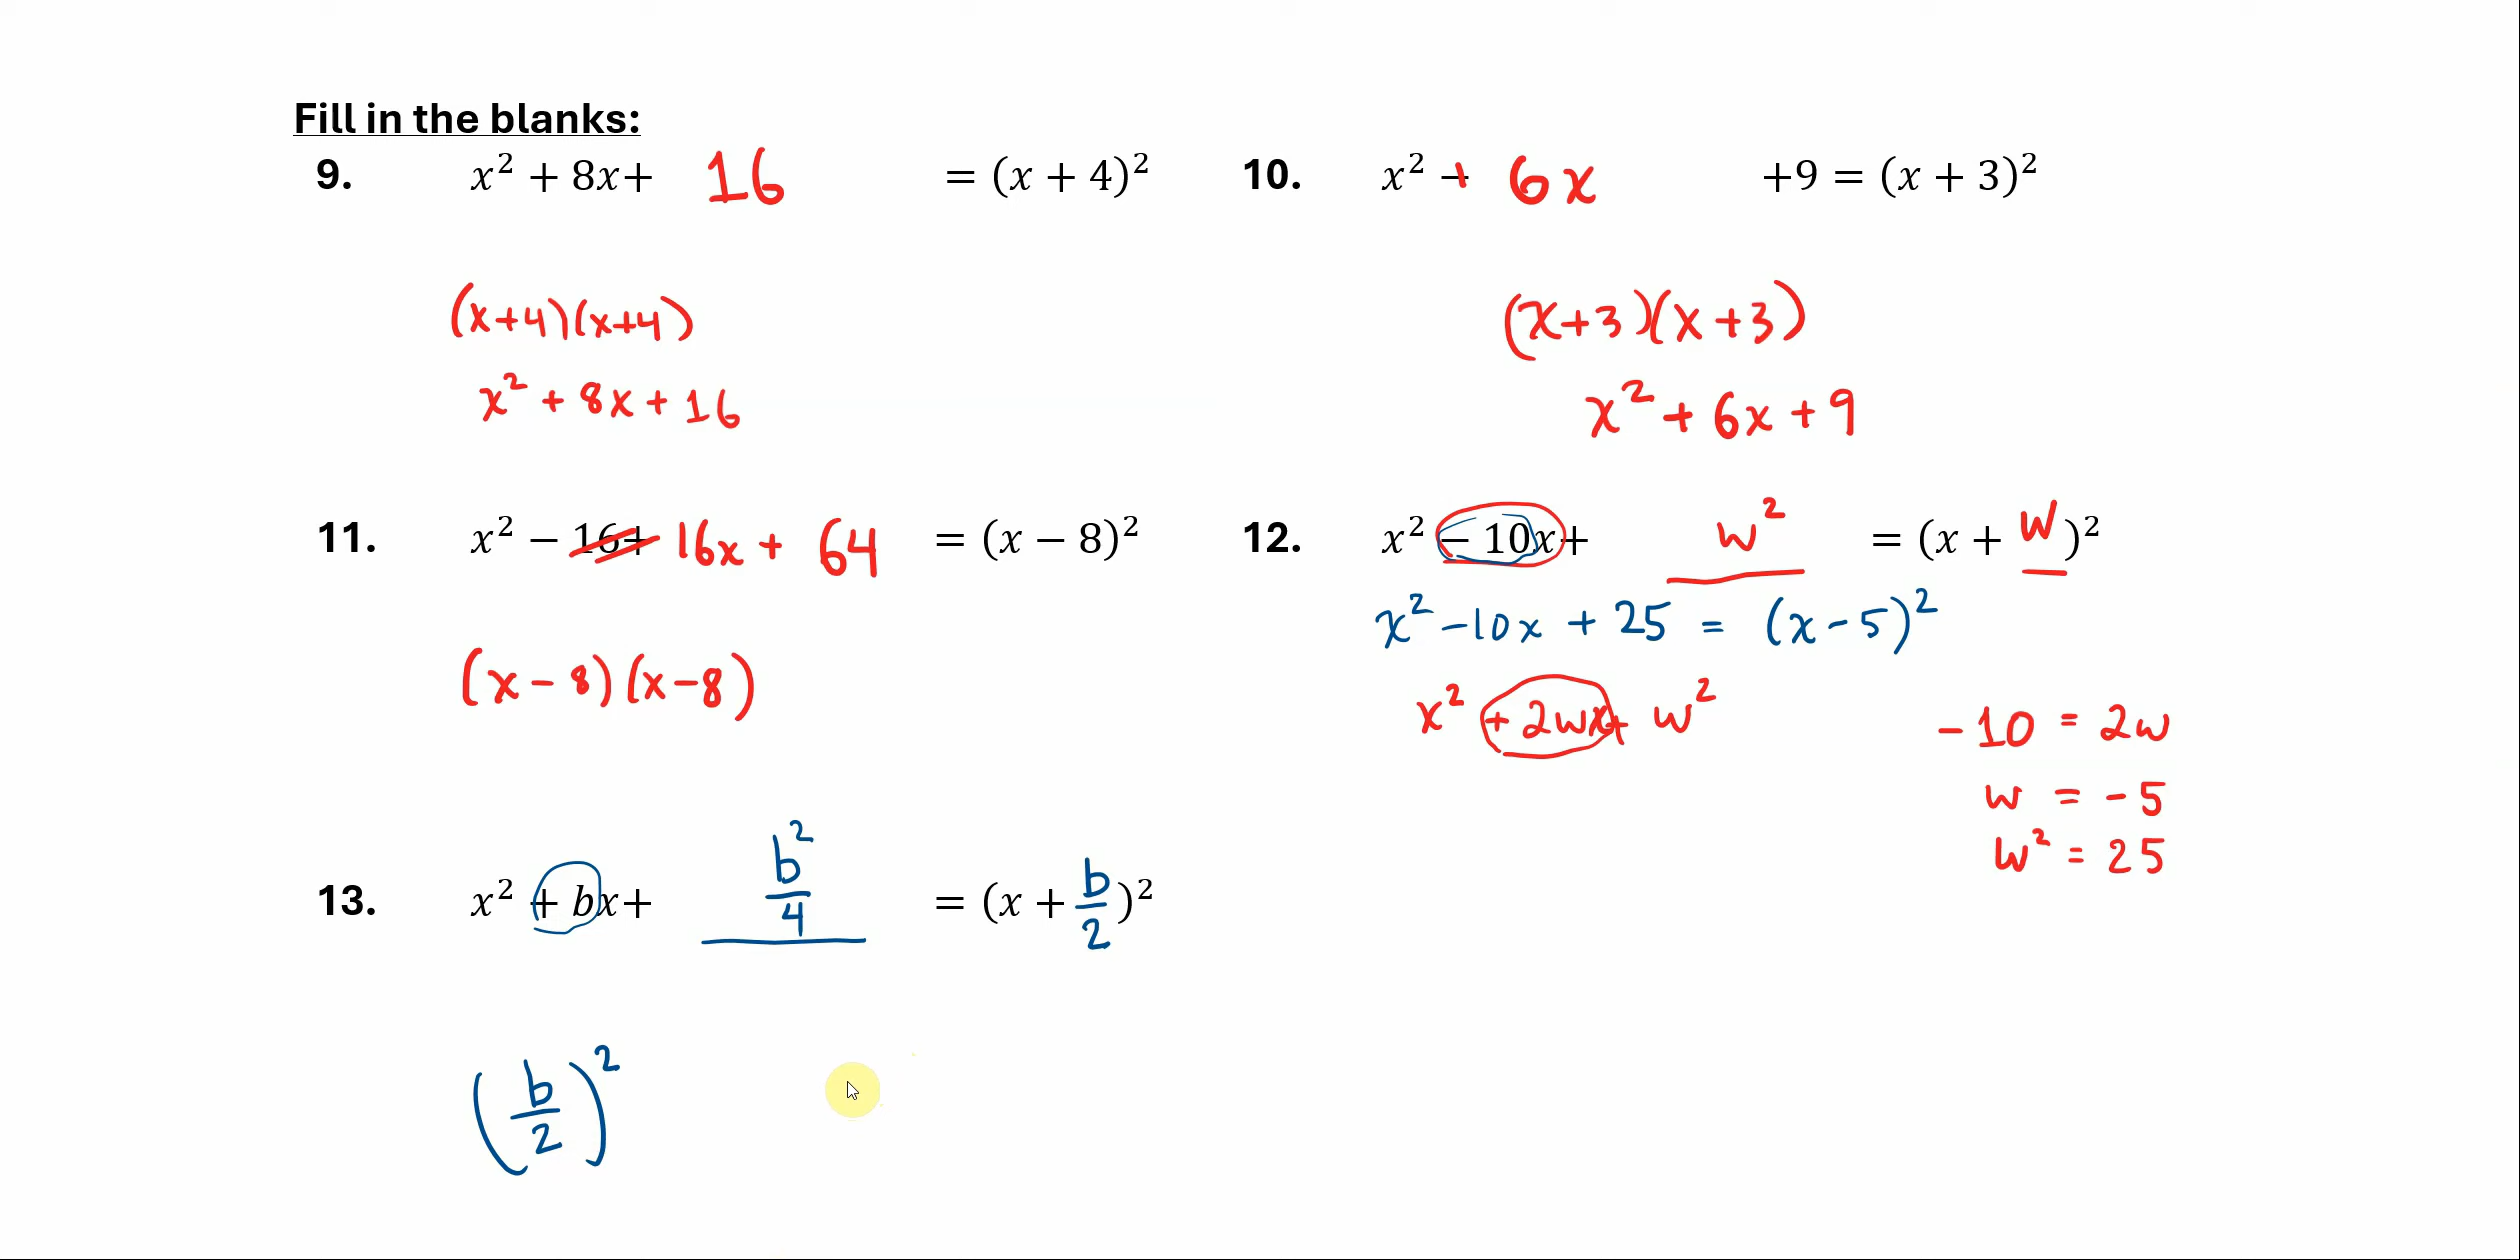 Fill in the blanks:
9. x² + 8x+ 16 = (x + 4)²
(x+4)(x+4)
x² + 8x + 16
10. x² + 6x +9 = (x + 3)²
(x+3)(x+3)
x² + 6x + 9
11. x² − 16+ 16x + 64 = (x − 8)²
(x − 8)(x − 8)
12. x² − 10x+ w² = (x + w)²
x² − 10x + 25 = (x − 5)²
x² + 2wx + w²
-10 = 2w
w = -5
w² = 25
13. x² + bx+ b²/4 = (x + b/2)²
(b/2)²